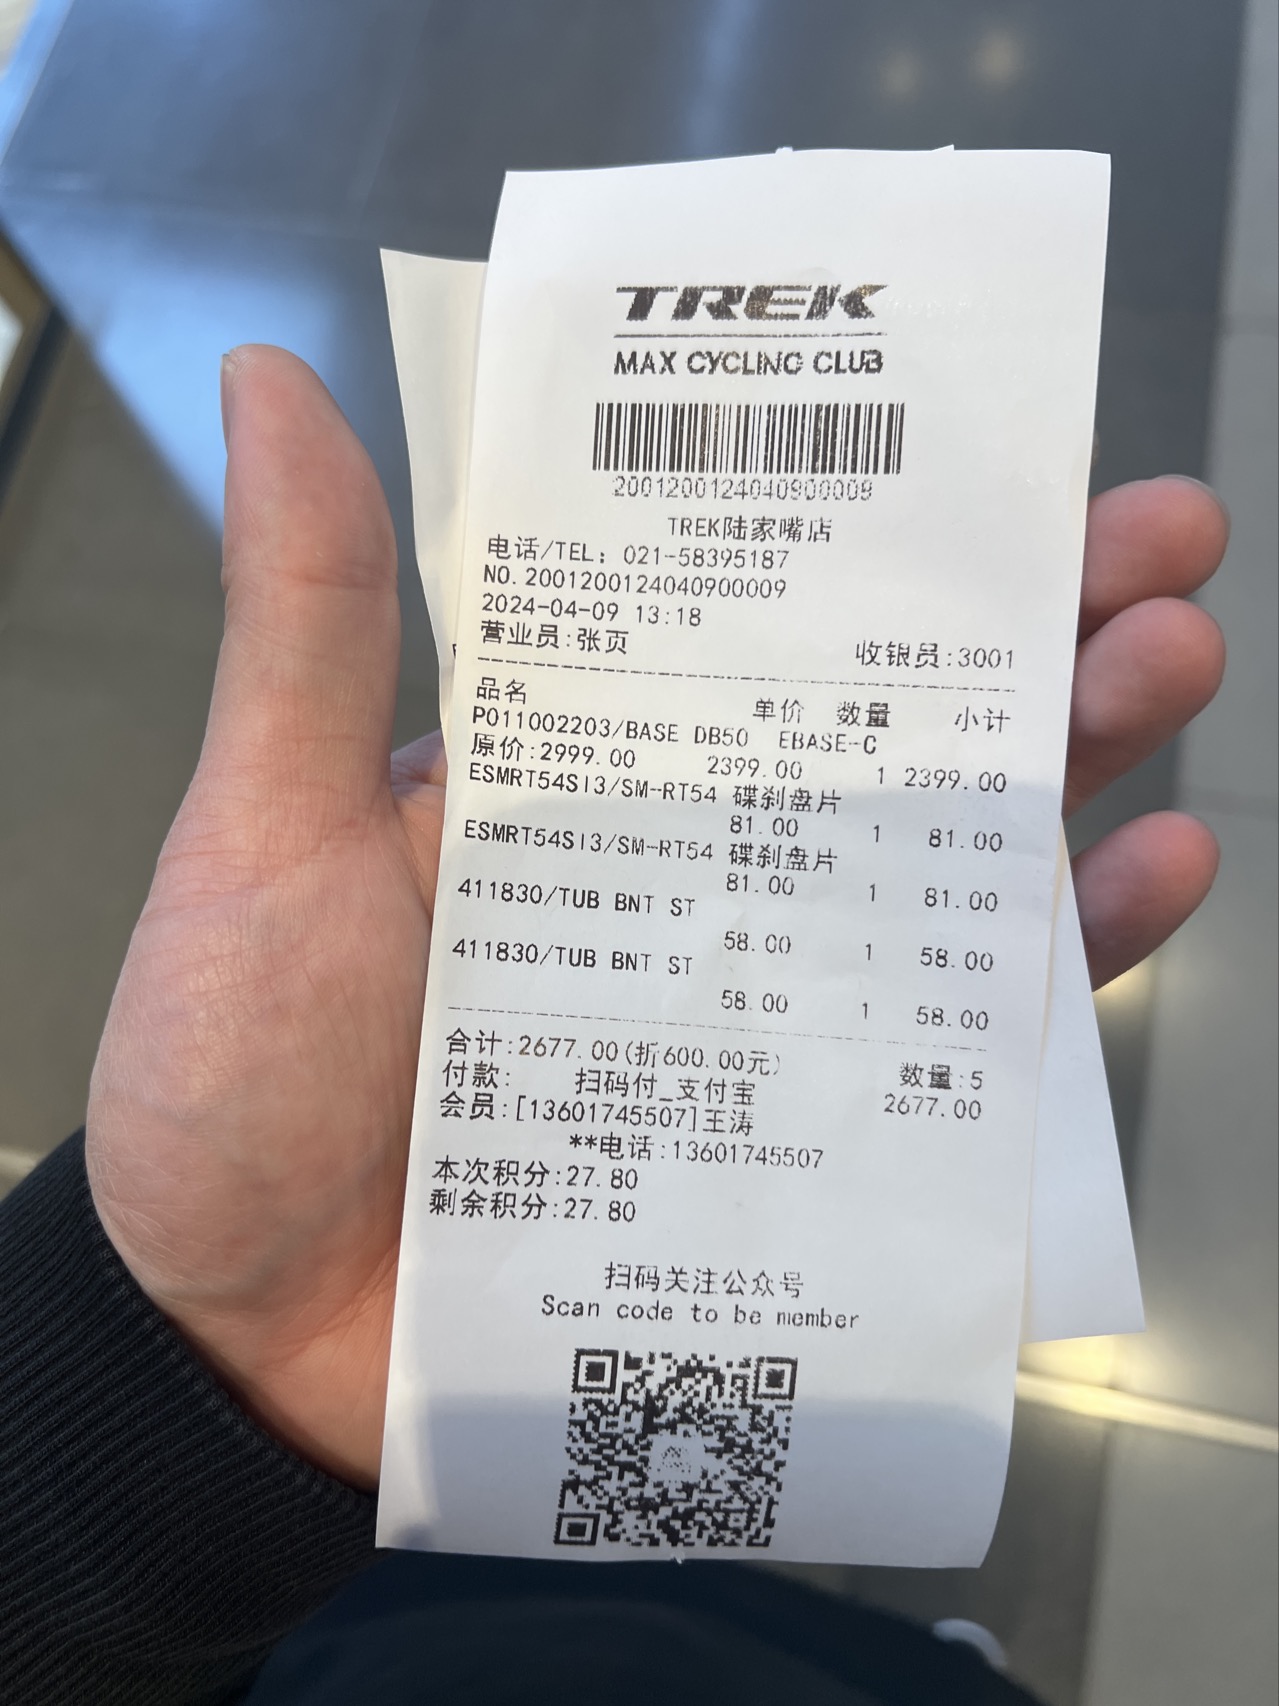 TREK
MAX CYCLING CLUB
2001200124040900009
TREK陆家嘴店
电话/TEL: 021-58395187
NO.2001200124040900009
2024-04-09 13:18
营业员:张页 收银员:3001
品名 单价 数量 小计
P011002203/BASE DB50 EBASE-C
原价:2999.00 2399.00 1 2399.00
ESMRT54SI3/SM-RT54 碟刹盘片
81.00 1 81.00
ESMRT54SI3/SM-RT54 碟刹盘片
81.00 1 81.00
411830/TUB BNT ST
58.00 1 58.00
411830/TUB BNT ST
58.00 1 58.00
合计:2677.00(折600.00元) 数量:5
付款: 扫码付_支付宝 2677.00
会员:[13601745507]王涛
**电话:13601745507
本次积分:27.80
剩余积分:27.80
扫码关注公众号
Scan code to be member